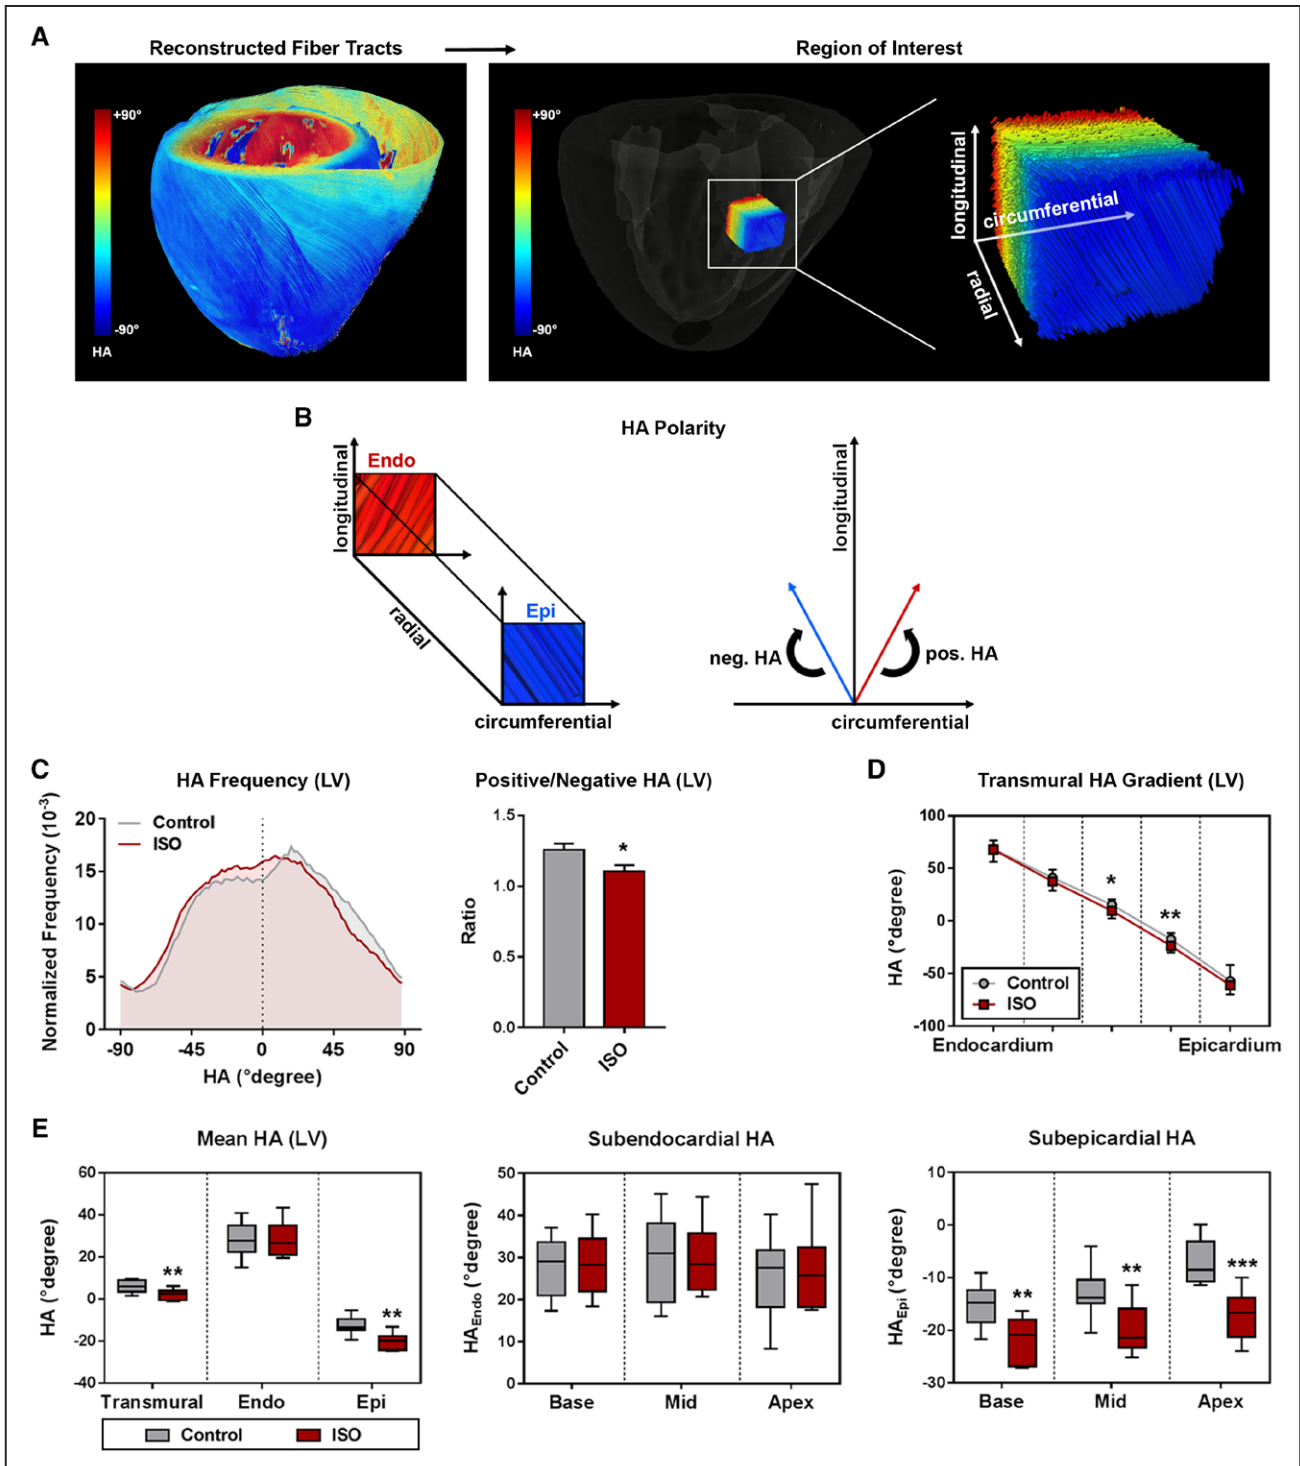 A
Reconstructed Fiber Tracts
Region of Interest
+90°
-90°
HA
+90°
-90°
HA
longitudinal
circumferential
radial
B
HA Polarity
longitudinal
Endo
radial
Epi
circumferential
longitudinal
neg. HA
pos. HA
circumferential
C
HA Frequency (LV)
Normalized Frequency (10⁻³)
20
15
10
5
0
Control
ISO
-90
-45
0
45
90
HA (°degree)
Positive/Negative HA (LV)
Ratio
1.5
1.0
0.5
0.0
*
Control
ISO
D
Transmural HA Gradient (LV)
HA (°degree)
100
50
0
-50
-100
*
**
Control
ISO
Endocardium
Epicardium
E
Mean HA (LV)
HA (°degree)
60
40
20
0
-20
-40
**
**
Transmural
Endo
Epi
Control
ISO
Subendocardial HA
HA Endo (°degree)
50
40
30
20
10
0
Base
Mid
Apex
Subepicardial HA
HA Epi (°degree)
10
0
-10
-20
-30
**
**
***
Base
Mid
Apex